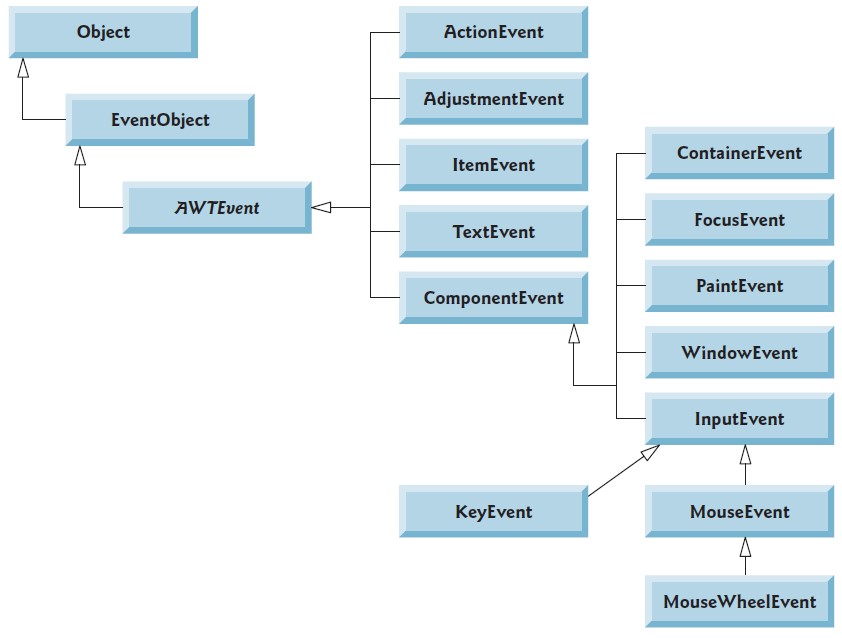 Object
EventObject
AWTEvent
ActionEvent
AdjustmentEvent
ItemEvent
TextEvent
ComponentEvent
ContainerEvent
FocusEvent
PaintEvent
WindowEvent
InputEvent
KeyEvent
MouseEvent
MouseWheelEvent